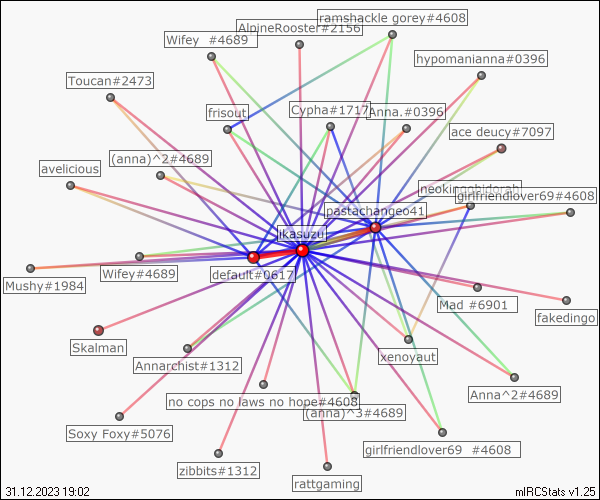 ramshackle gorey#4608
AlpineRooster#2156
Wifey  #4689
hypomanianna#0396
Toucan#2473
frisout
Cypha#1717
Anna.#0396
ace deucy#7097
(anna)^2#4689
avelicious
girlfriendlover69#4608
pastachangeo41
ikasuzu
default#0617
Wifey#4689
Mushy#1984
Mad #6901
fakedingo
Skalman
xenoyaut
Annarchist#1312
no cops no laws no hope#4608
(anna)^3#4689
Anna^2#4689
Soxy Foxy#5076
girlfriendlover69  #4608
zibbits#1312
rattgaming
31.12.2023 19:02
mIRCStats v1.25